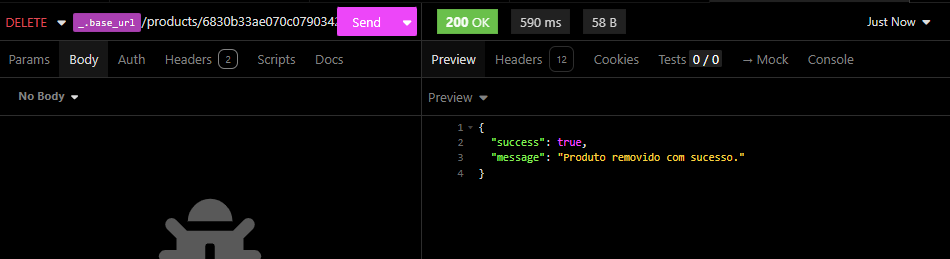 DELETE _.base_url /products/6830b33ae070c0790342 Send 200 OK 590 ms 58 B Just Now
Params Body Auth Headers 2 Scripts Docs Preview Headers 12 Cookies Tests 0 / 0 → Mock Console
No Body Preview
1 {
2 "success": true,
3 "message": "Produto removido com sucesso."
4 }